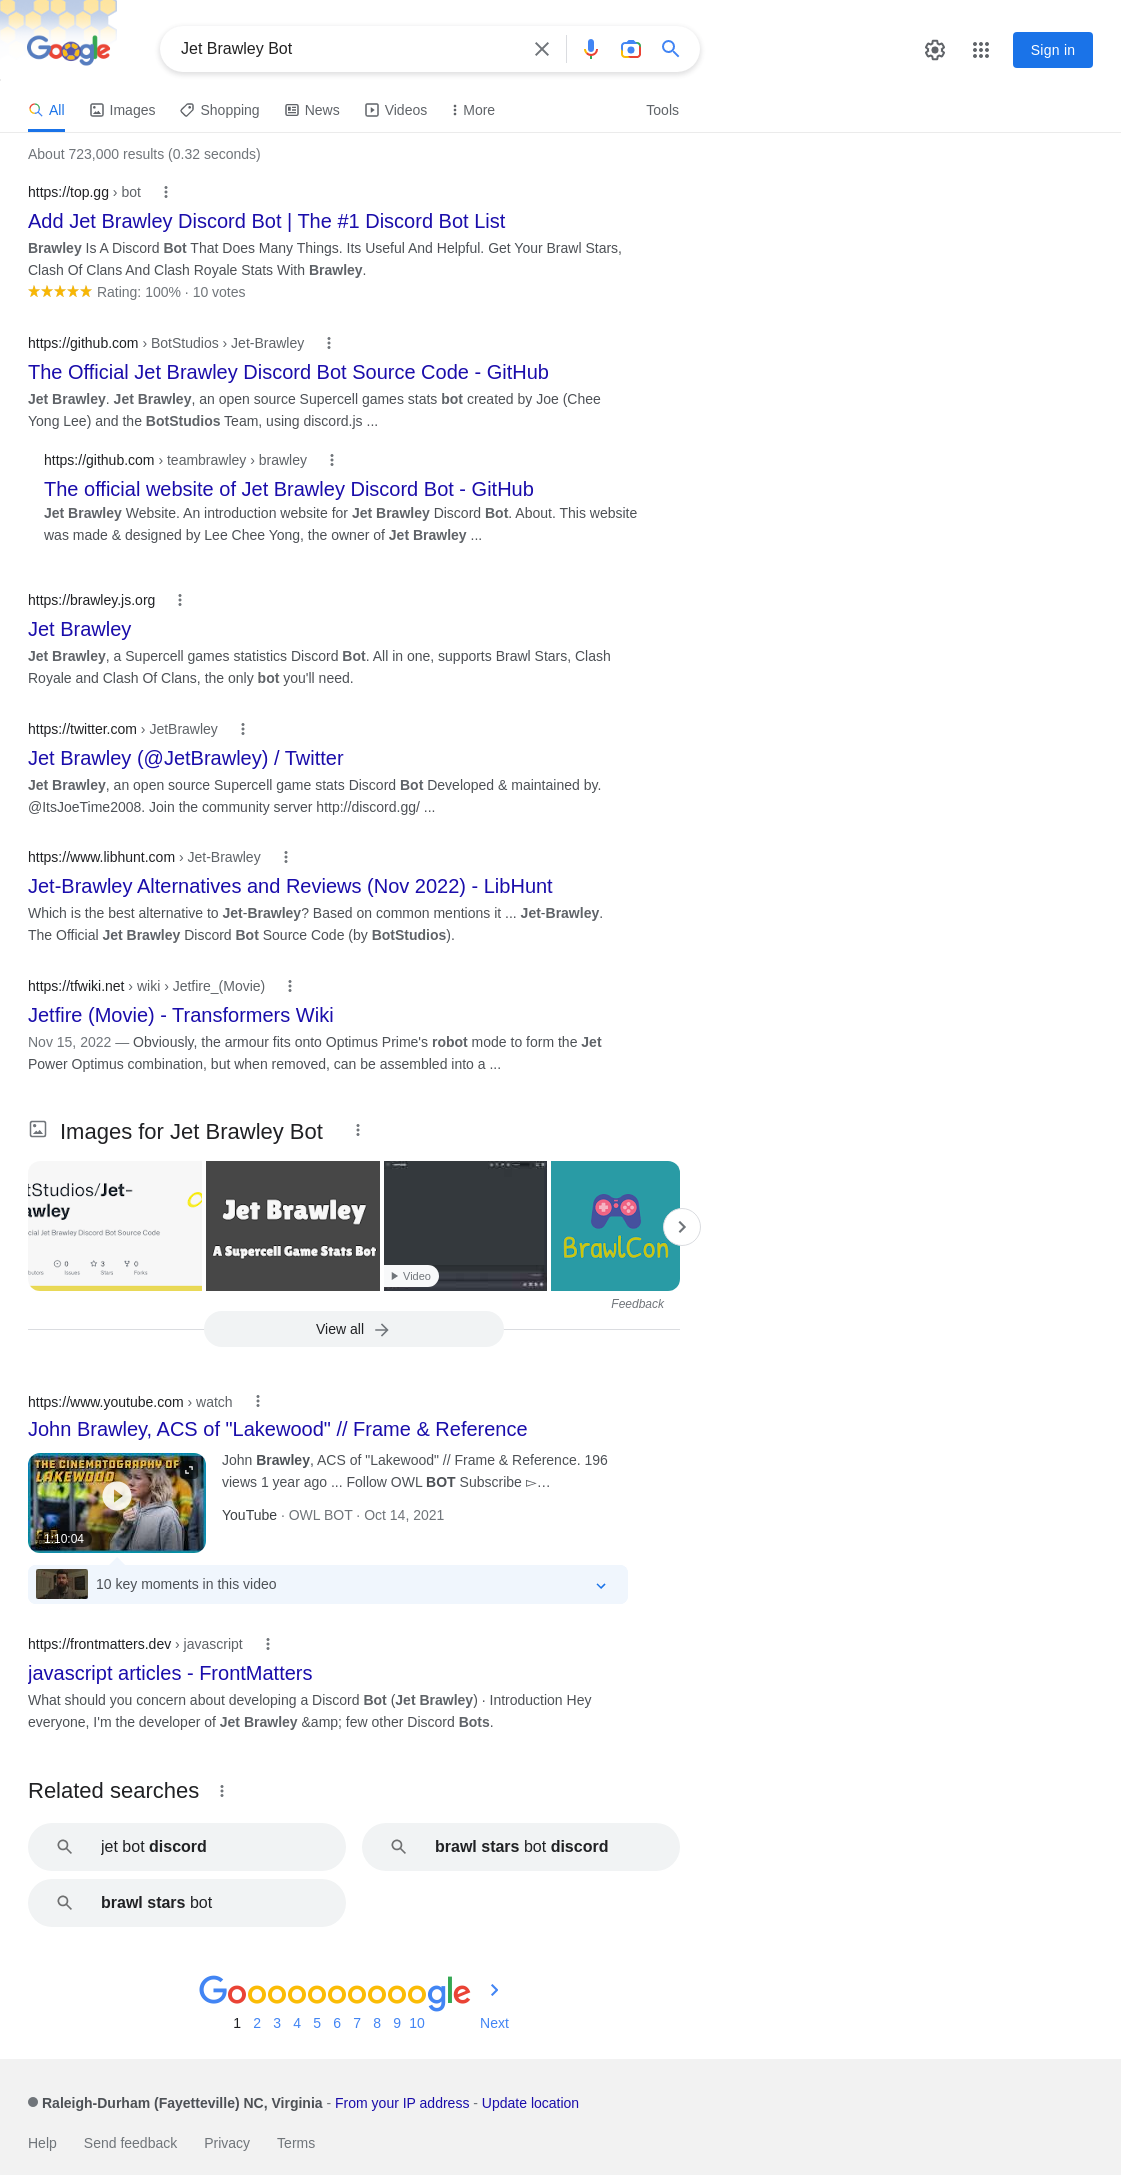 Google
Jet Brawley Bot
Sign in
All Images Shopping News Videos More Tools
About 723,000 results (0.32 seconds)
https://top.gg › bot
Add Jet Brawley Discord Bot | The #1 Discord Bot List
Brawley Is A Discord Bot That Does Many Things. Its Useful And Helpful. Get Your Brawl Stars,
Clash Of Clans And Clash Royale Stats With Brawley.
Rating: 100% · 10 votes
https://github.com › BotStudios › Jet-Brawley
The Official Jet Brawley Discord Bot Source Code - GitHub
Jet Brawley. Jet Brawley, an open source Supercell games stats bot created by Joe (Chee
Yong Lee) and the BotStudios Team, using discord.js ...
https://github.com › teambrawley › brawley
The official website of Jet Brawley Discord Bot - GitHub
Jet Brawley Website. An introduction website for Jet Brawley Discord Bot. About. This website
was made & designed by Lee Chee Yong, the owner of Jet Brawley ...
https://brawley.js.org
Jet Brawley
Jet Brawley, a Supercell games statistics Discord Bot. All in one, supports Brawl Stars, Clash
Royale and Clash Of Clans, the only bot you'll need.
https://twitter.com › JetBrawley
Jet Brawley (@JetBrawley) / Twitter
Jet Brawley, an open source Supercell game stats Discord Bot Developed & maintained by.
@ItsJoeTime2008. Join the community server http://discord.gg/ ...
https://www.libhunt.com › Jet-Brawley
Jet-Brawley Alternatives and Reviews (Nov 2022) - LibHunt
Which is the best alternative to Jet-Brawley? Based on common mentions it ... Jet-Brawley.
The Official Jet Brawley Discord Bot Source Code (by BotStudios).
https://tfwiki.net › wiki › Jetfire_(Movie)
Jetfire (Movie) - Transformers Wiki
Nov 15, 2022 — Obviously, the armour fits onto Optimus Prime's robot mode to form the Jet
Power Optimus combination, but when removed, can be assembled into a ...
Images for Jet Brawley Bot
tStudios/Jet-
awley
cial Jet Brawley Discord Bot Source Code
0 3 0
butors Issues Stars Forks
Jet Brawley
A Supercell Game Stats Bot
Video
BrawlCon
Feedback
View all
https://www.youtube.com › watch
John Brawley, ACS of "Lakewood" // Frame & Reference
THE CINEMATOGRAPHY OF
LAKEWOOD
1:10:04
John Brawley, ACS of "Lakewood" // Frame & Reference. 196
views 1 year ago ... Follow OWL BOT Subscribe ▻…
YouTube · OWL BOT · Oct 14, 2021
10 key moments in this video
https://frontmatters.dev › javascript
javascript articles - FrontMatters
What should you concern about developing a Discord Bot (Jet Brawley) · Introduction Hey
everyone, I'm the developer of Jet Brawley &amp; few other Discord Bots.
Related searches
jet bot discord
brawl stars bot discord
brawl stars bot
Goooooooooogle
1 2 3 4 5 6 7 8 9 10 Next
Raleigh-Durham (Fayetteville) NC, Virginia - From your IP address - Update location
Help Send feedback Privacy Terms